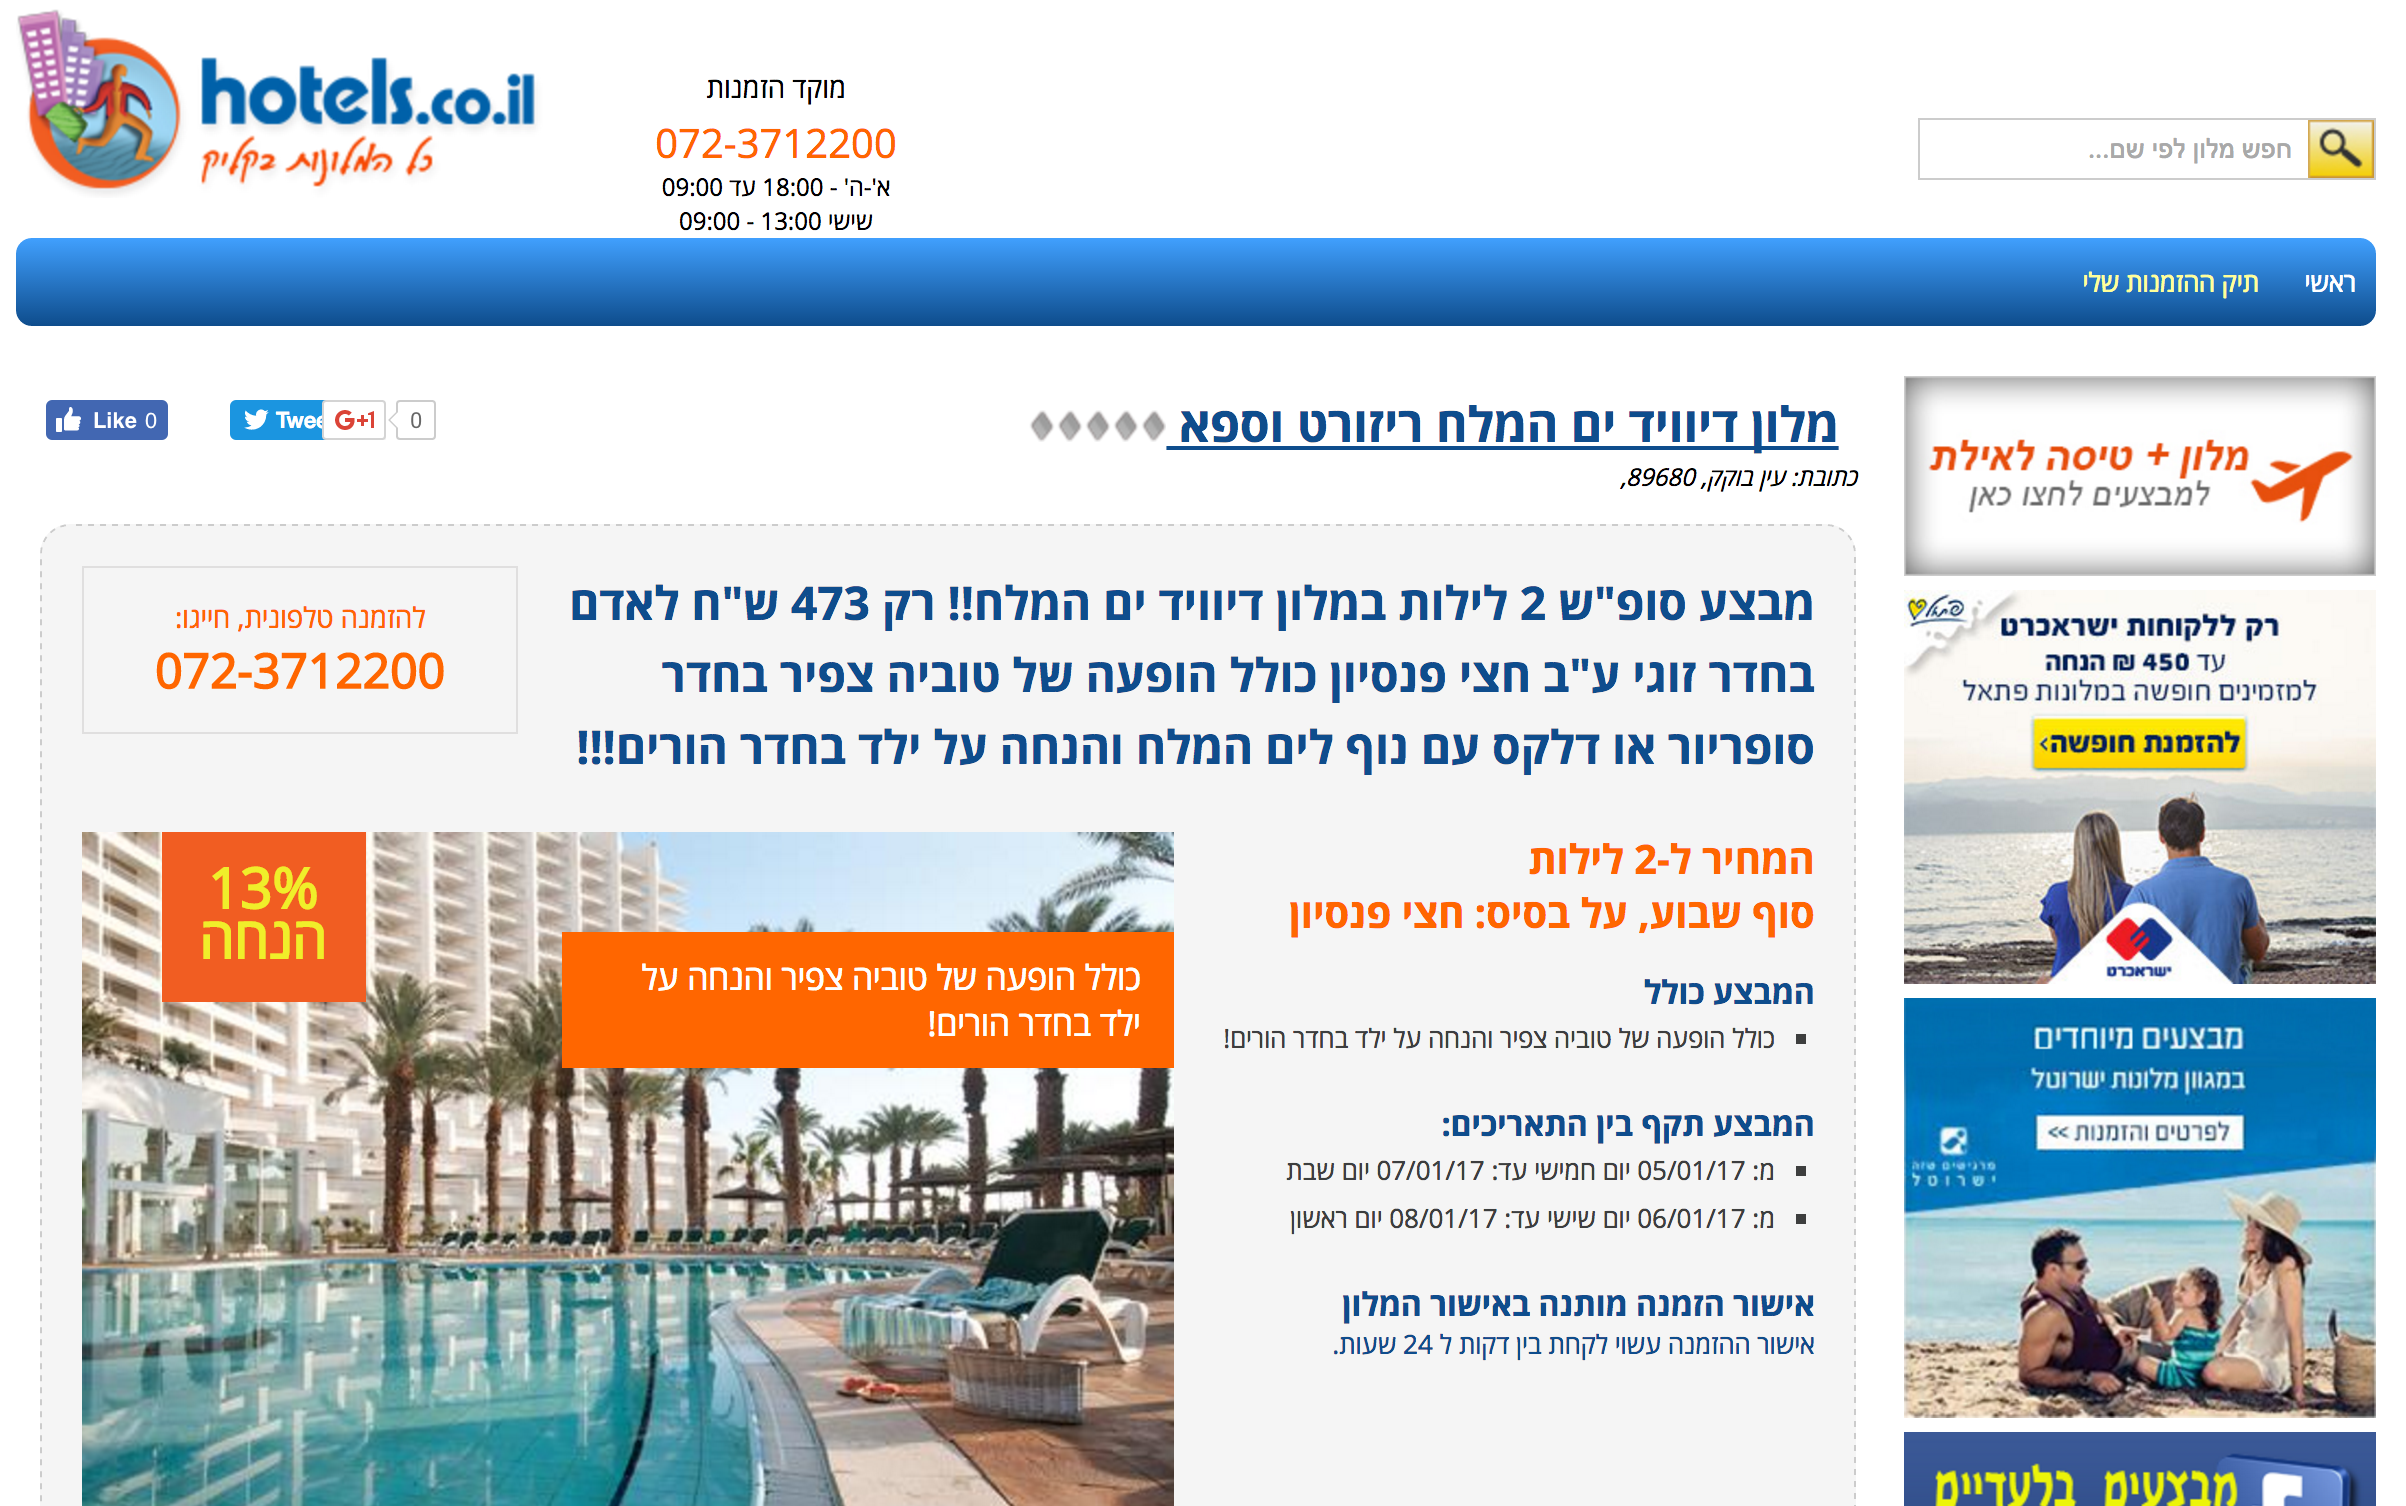 hotels.co.il
כל המלונות בקליק
מוקד הזמנות
072-3712200
א'-ה' - 18:00 עד 09:00
שישי 13:00 - 09:00
חפש מלון לפי שם...
ראשי
תיק ההזמנות שלי
Like 0
Twee
G+1
0
מלון דיוויד ים המלח ריזורט וספא
כתובת: עין בוקק, 89680,
להזמנה טלפונית, חייגו:
072-3712200
מבצע סופ"ש 2 לילות במלון דיוויד ים המלח!! רק 473 ש"ח לאדם
בחדר זוגי ע"ב חצי פנסיון כולל הופעה של טוביה צפיר בחדר
סופריור או דלקס עם נוף לים המלח והנחה על ילד בחדר הורים!!!
המחיר ל-2 לילות
סוף שבוע, על בסיס: חצי פנסיון
המבצע כולל
כולל הופעה של טוביה צפיר והנחה על ילד בחדר הורים!
המבצע תקף בין התאריכים:
מ: 05/01/17 יום חמישי עד: 07/01/17 יום שבת
מ: 06/01/17 יום שישי עד: 08/01/17 יום ראשון
אישור הזמנה מותנה באישור המלון
אישור ההזמנה עשוי לקחת בין דקות ל 24 שעות.
13%
הנחה
כולל הופעה של טוביה צפיר והנחה על
ילד בחדר הורים!
מלון + טיסה לאילת
למבצעים לחצו כאן
פתאל
רק ללקוחות ישראכרט
עד 450 ₪ הנחה
למזמינים חופשה במלונות פתאל
להזמנת חופשה›
ישראכרט
מבצעים מיוחדים
במגוון מלונות ישרוטל
לפרטים והזמנות >>
מרגישים טוב
ישרוטל
מבצעים בלעדיים